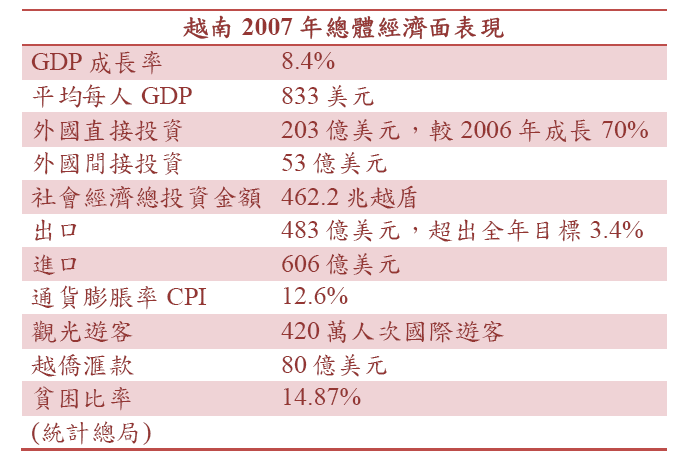 越南 2007 年總體經濟面表現
GDP 成長率 8.4%
平均每人 GDP 833 美元
外國直接投資 203 億美元，較 2006 年成長 70%
外國間接投資 53 億美元
社會經濟總投資金額 462.2 兆越盾
出口 483 億美元，超出全年目標 3.4%
進口 606 億美元
通貨膨脹率 CPI 12.6%
觀光遊客 420 萬人次國際遊客
越僑滙款 80 億美元
貧困比率 14.87%
(統計總局)